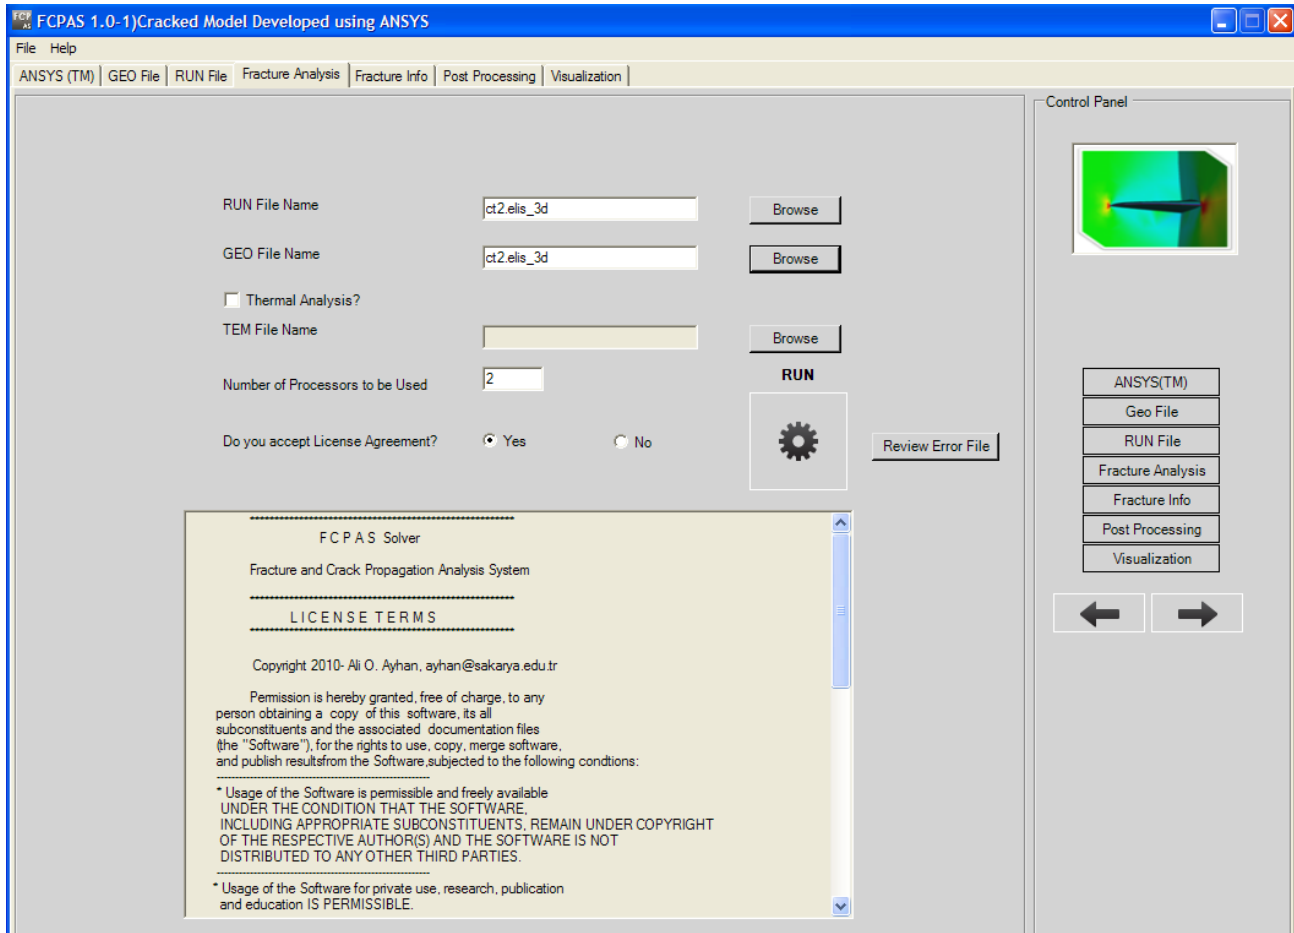 FCPAS 1.0-1)Cracked Model Developed using ANSYS
File Help
ANSYS (TM) GEO File RUN File Fracture Analysis Fracture Info Post Processing Visualization
Control Panel
RUN File Name ct2.elis_3d Browse
GEO File Name ct2.elis_3d Browse
Thermal Analysis?
TEM File Name Browse
Number of Processors to be Used 2 RUN
Do you accept License Agreement? Yes No Review Error File
ANSYS(TM)
Geo File
RUN File
Fracture Analysis
Fracture Info
Post Processing
Visualization
************************************************************
F C P A S Solver
Fracture and Crack Propagation Analysis System
************************************************************
L I C E N S E T E R M S
************************************************************
Copyright 2010- Ali O. Ayhan, ayhan@sakarya.edu.tr
Permission is hereby granted, free of charge, to any
person obtaining a copy of this software, its all
subconstituents and the associated documentation files
(the "Software"), for the rights to use, copy, merge software,
and publish resultsfrom the Software,subjected to the following condtions:
------------------------------------------------------------
* Usage of the Software is permissible and freely available
UNDER THE CONDITION THAT THE SOFTWARE,
INCLUDING APPROPRIATE SUBCONSTITUENTS, REMAIN UNDER COPYRIGHT
OF THE RESPECTIVE AUTHOR(S) AND THE SOFTWARE IS NOT
DISTRIBUTED TO ANY OTHER THIRD PARTIES.
------------------------------------------------------------
* Usage of the Software for private use, research, publication
and education IS PERMISSIBLE.